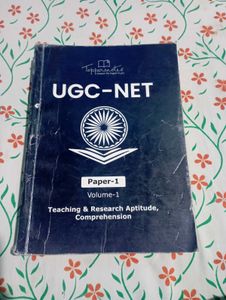 Toppersnotes
UGC-NET
Paper-1
Volume-1
Teaching & Research Aptitude,
Comprehension